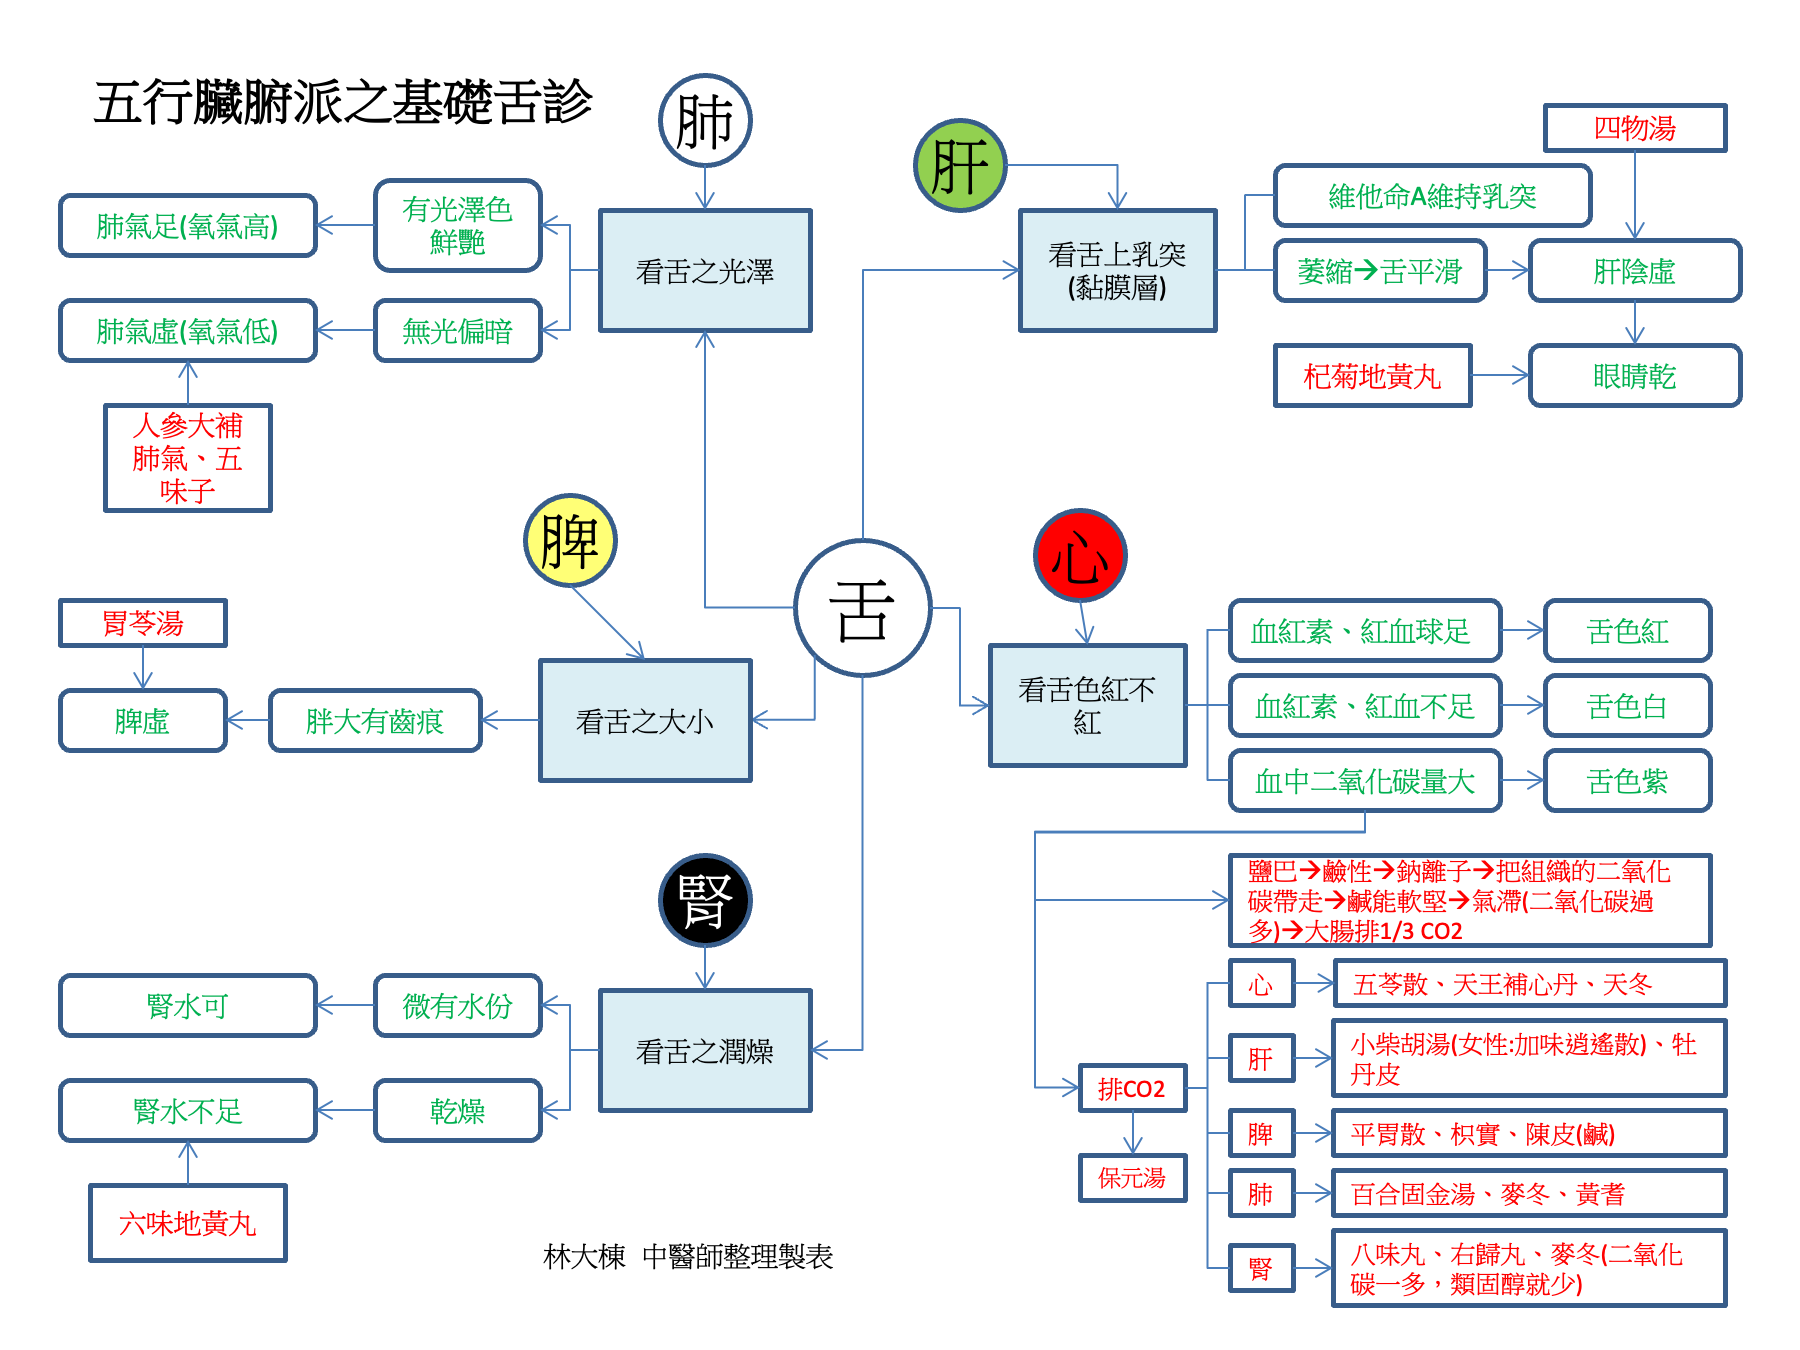 五行臟腑派之基礎舌診
肺
有光澤色
鮮艷
肺氣足(氧氣高)
看舌之光澤
無光偏暗
肺氣虛(氧氣低)
人參大補
肺氣、五
味子
肝
看舌上乳突
(黏膜層)
四物湯
維他命A維持乳突
萎縮→舌平滑
肝陰虛
杞菊地黃丸
眼睛乾
脾
舌
胃苓湯
脾虛
胖大有齒痕
看舌之大小
心
看舌色紅不
紅
血紅素、紅血球足
舌色紅
血紅素、紅血不足
舌色白
血中二氧化碳量大
舌色紫
鹽巴→鹼性→鈉離子→把組織的二氧化
碳帶走→鹹能軟堅→氣滯(二氧化碳過
多)→大腸排1/3 CO2
腎
看舌之潤燥
微有水份
腎水可
乾燥
腎水不足
六味地黃丸
排CO2
保元湯
心
五苓散、天王補心丹、天冬
肝
小柴胡湯(女性:加味逍遙散)、牡
丹皮
脾
平胃散、枳實、陳皮(鹹)
肺
百合固金湯、麥冬、黃耆
腎
八味丸、右歸丸、麥冬(二氧化
碳一多，類固醇就少)
林大棟 中醫師整理製表